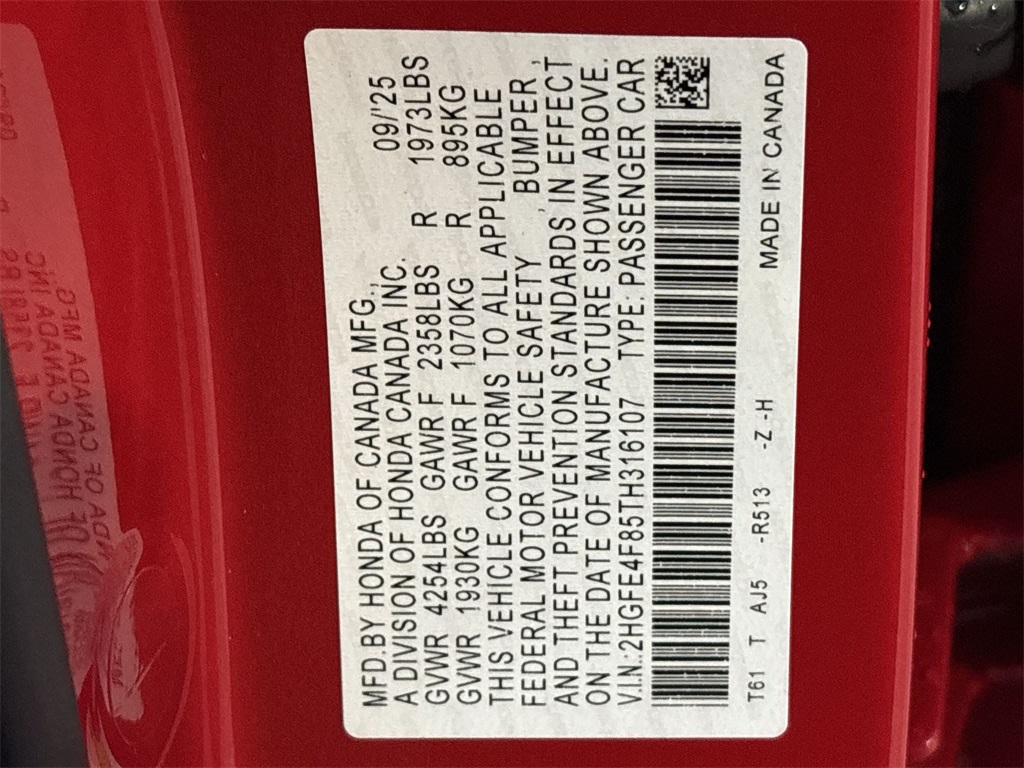 MFD.BY HONDA OF CANADA MFG., 09/'25
A DIVISION OF HONDA CANADA INC.
GVWR 4254LBS GAWR F 2358LBS R 1973LBS
GVWR 1930KG GAWR F 1070KG R 895KG
THIS VEHICLE CONFORMS TO ALL APPLICABLE
FEDERAL MOTOR VEHICLE SAFETY , BUMPER ,
AND THEFT PREVENTION STANDARDS IN EFFECT
ON THE DATE OF MANUFACTURE SHOWN ABOVE.
V.I.N.:2HGFE4F85TH316107 TYPE: PASSENGER CAR
T61 T AJ5 -R513 -Z.-H MADE IN CANADA